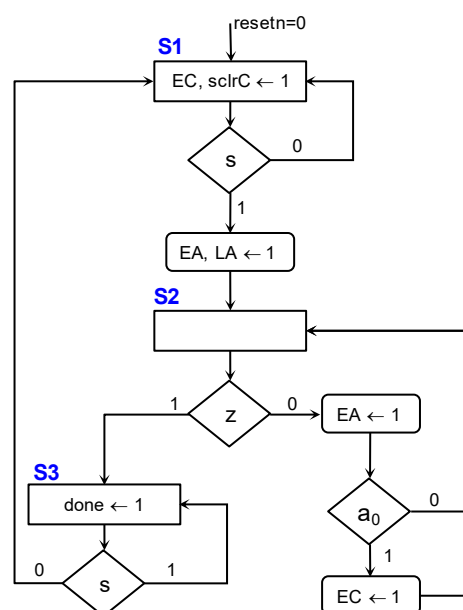 resetn=0
S1
EC, sclrC ← 1
s
0
1
EA, LA ← 1
S2
1
z
0
EA ← 1
S3
done ← 1
a0
0
1
0
s
1
EC ← 1